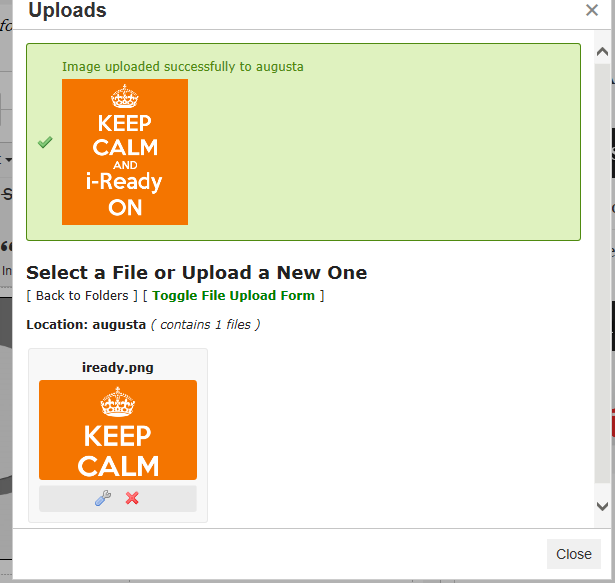 Uploads
Image uploaded successfully to augusta
KEEP
CALM
AND
i-Ready
ON
Select a File or Upload a New One
[ Back to Folders ] [ Toggle File Upload Form ]
Location: augusta ( contains 1 files )
iready.png
KEEP
CALM
Close